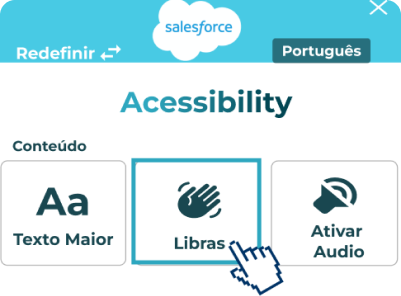 salesforce
Redefinir
Português
Acessibility
Conteúdo
Aa
Texto Maior
Libras
Ativar
Audio